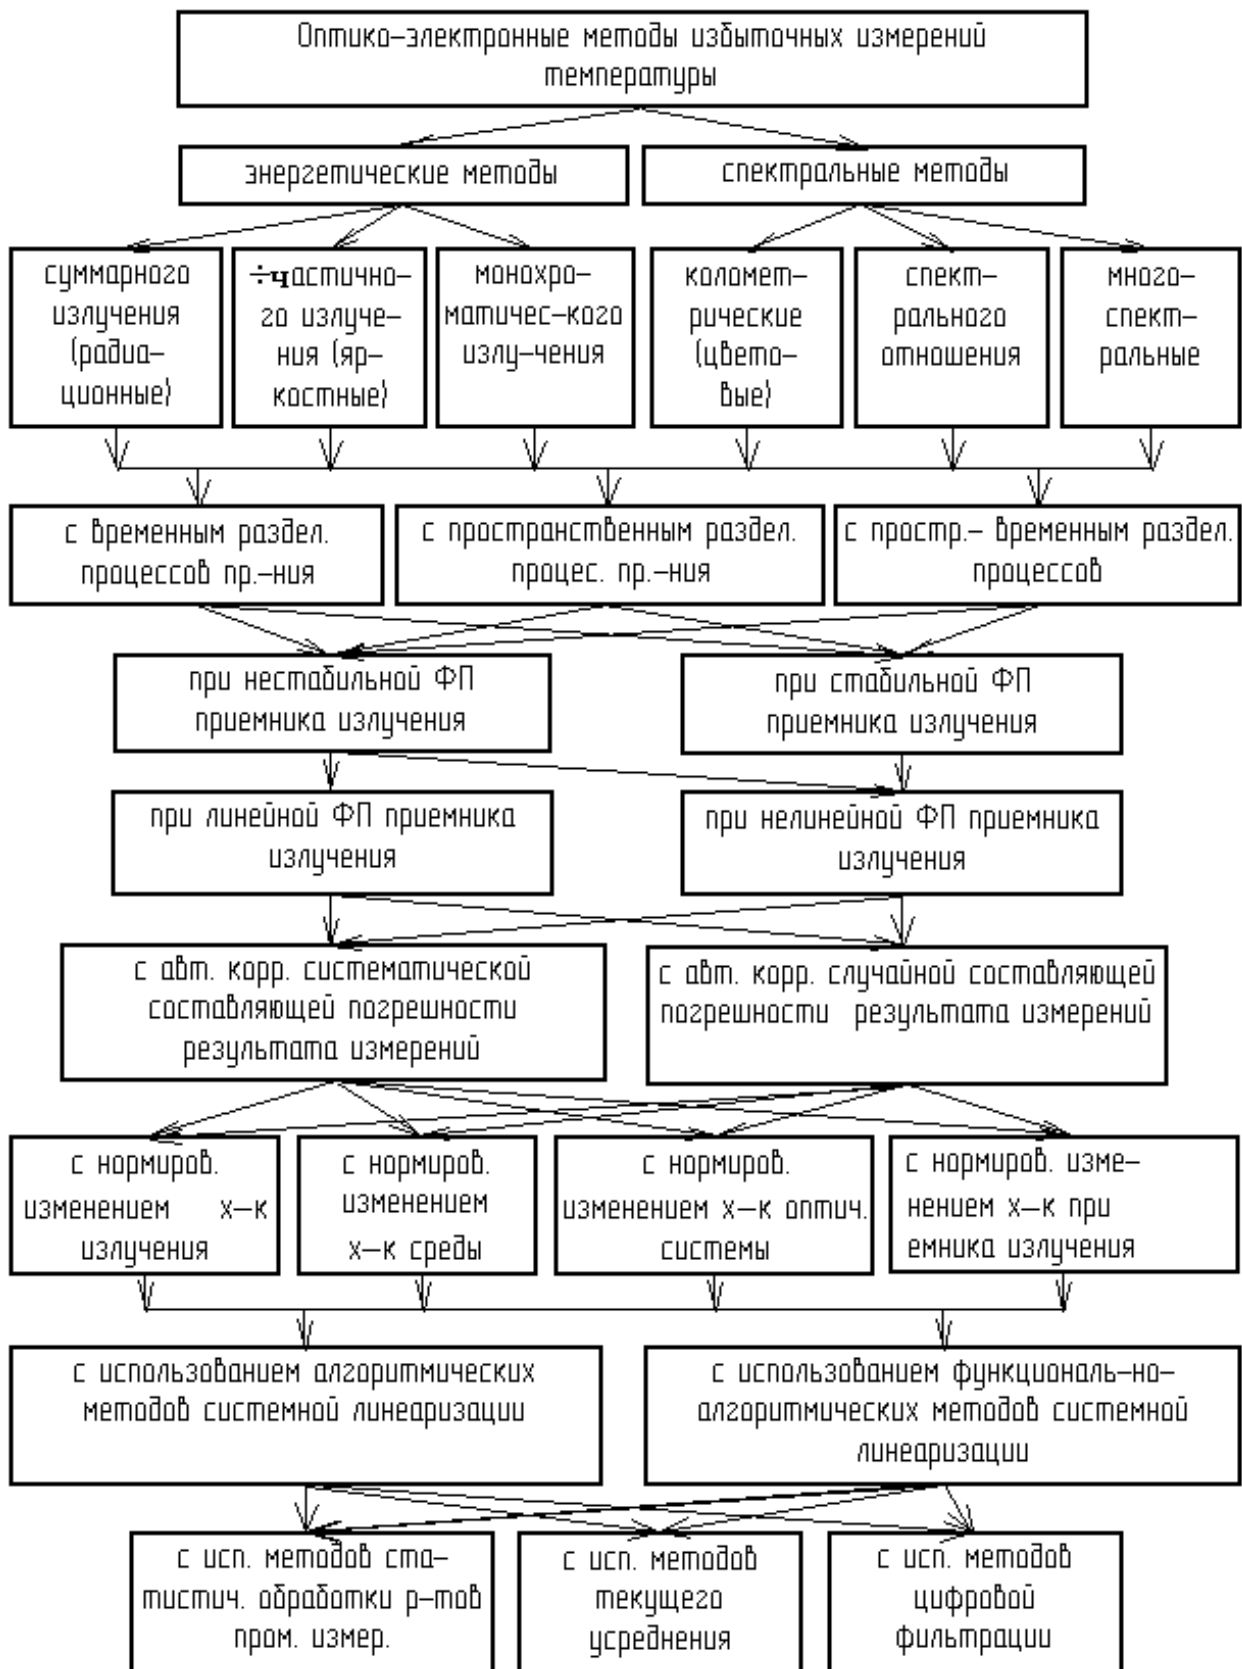 Оптико-электронные методы избыточных измерений
температуры
энергетические методы
спектральные методы
суммарного
излучения
(радиа-
ционные)
÷частично-
го излуче-
ния (яр-
костные)
монохро-
матичес-кого
излу-чения
коломет-
рические
(цвето-
вые)
спект-
рального
отношения
много-
спект-
ральные
с временным раздел.
процессов пр.-ния
с пространственным раздел.
процес. пр.-ния
с простр.- временным раздел.
процессов
при нестабильной ФП
приемника излучения
при стабильной ФП
приемника излучения
при линейной ФП приемника
излучения
при нелинейной ФП приемника
излучения
с авт. корр. систематической
составляющей погрешности
результата измерений
с авт. корр. случайной составляющей
погрешности результата измерений
с нормиров.
изменением х-к
излучения
с нормиров.
изменением
х-к среды
с нормиров.
изменением х-к оптич.
системы
с нормиров. изме-
нением х-к при
емника излучения
с использованием алгоритмических
методов системной линеаризации
с использованием функциональ-но-
алгоритмических методов системной
линеаризации
с исп. методов ста-
тистич. обработки р-тов
пром. измер.
с исп. методов
текущего
усреднения
с исп. методов
цифровой
фильтрации